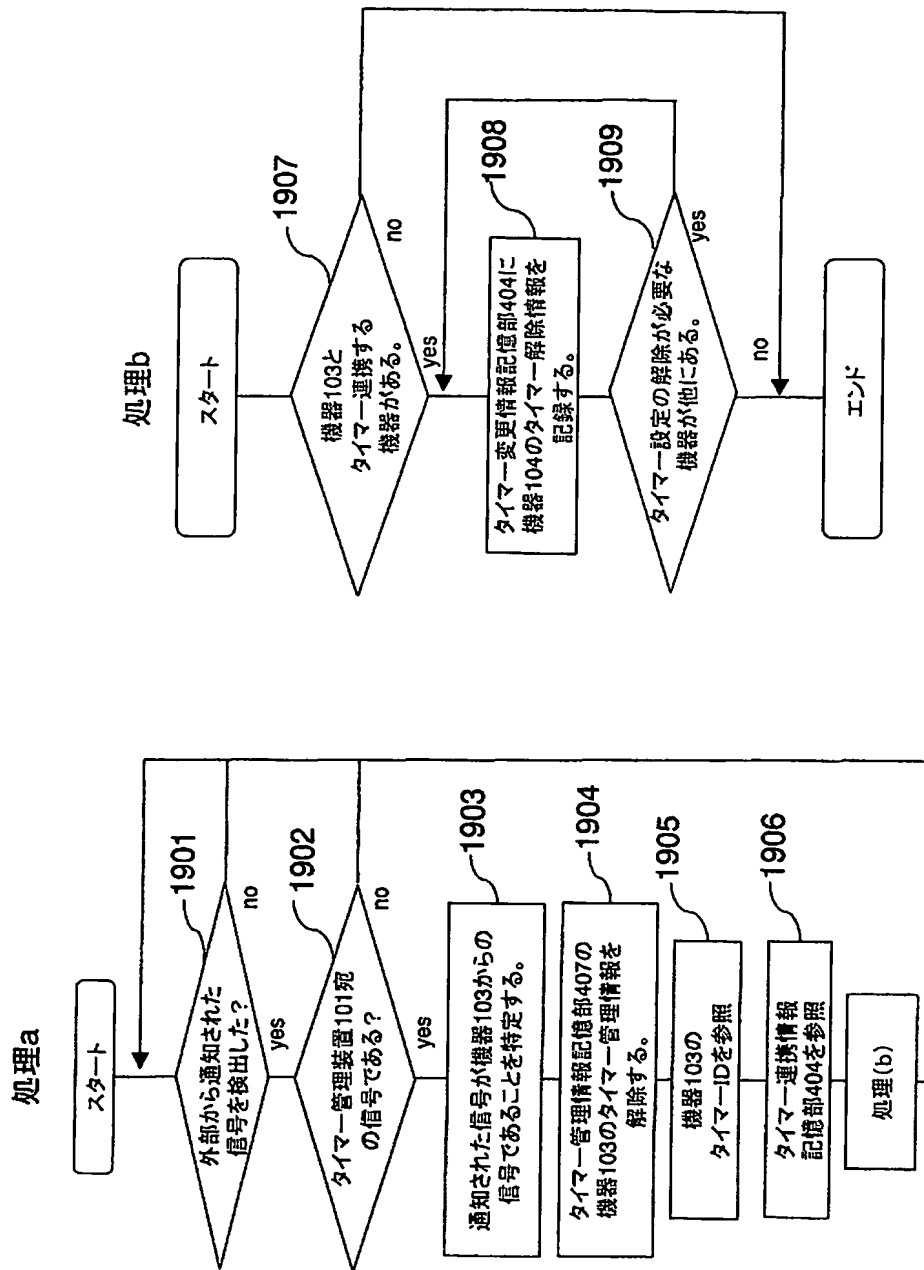 処理a
スタート
1901
外部から通知された
信号を検出した？
no
yes
1902
タイマー管理装置101宛
の信号である？
no
yes
1903
通知された信号が機器103からの
信号であることを特定する。
1904
タイマー管理情報記憶部407の
機器103のタイマー管理情報を
解除する。
1905
機器103の
タイマーIDを参照
1906
タイマー連携情報
記憶部404を参照
処理(b)
処理b
スタート
1907
機器103と
タイマー連携する
機器がある。
no
yes
1908
タイマー変更情報記憶部404に
機器104のタイマー解除情報を
記録する。
1909
タイマー設定の解除が必要な
機器が他にある。
yes
no
エンド